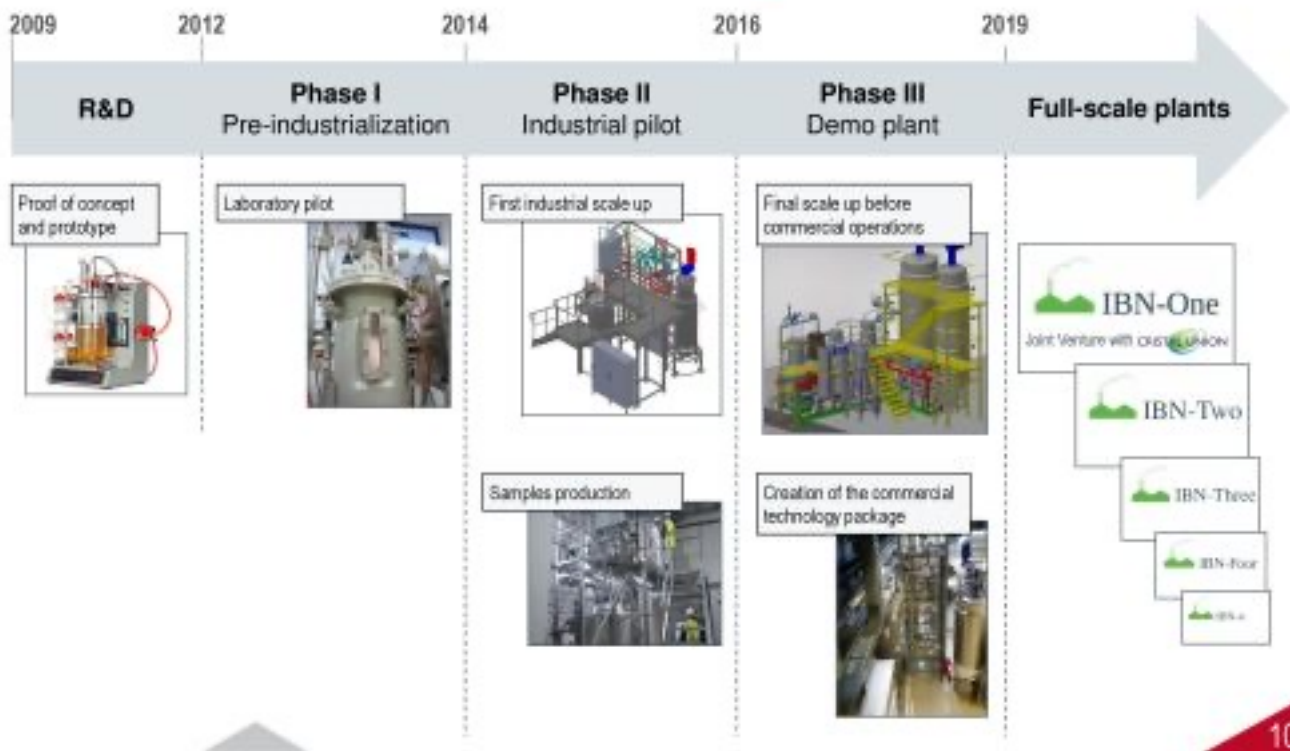 2009
2012
2014
2016
2019
R&D
Phase I
Pre-industrialization
Phase II
Industrial pilot
Phase III
Demo plant
Full-scale plants
Proof of concept
and prototype
Laboratory pilot
First industrial scale up
Final scale up before
commercial operations
IBN-One
Joint Venture with CRISTAL UNION
IBN-Two
IBN-Three
IBN-Four
Samples production
Creation of the commercial
technology package
10